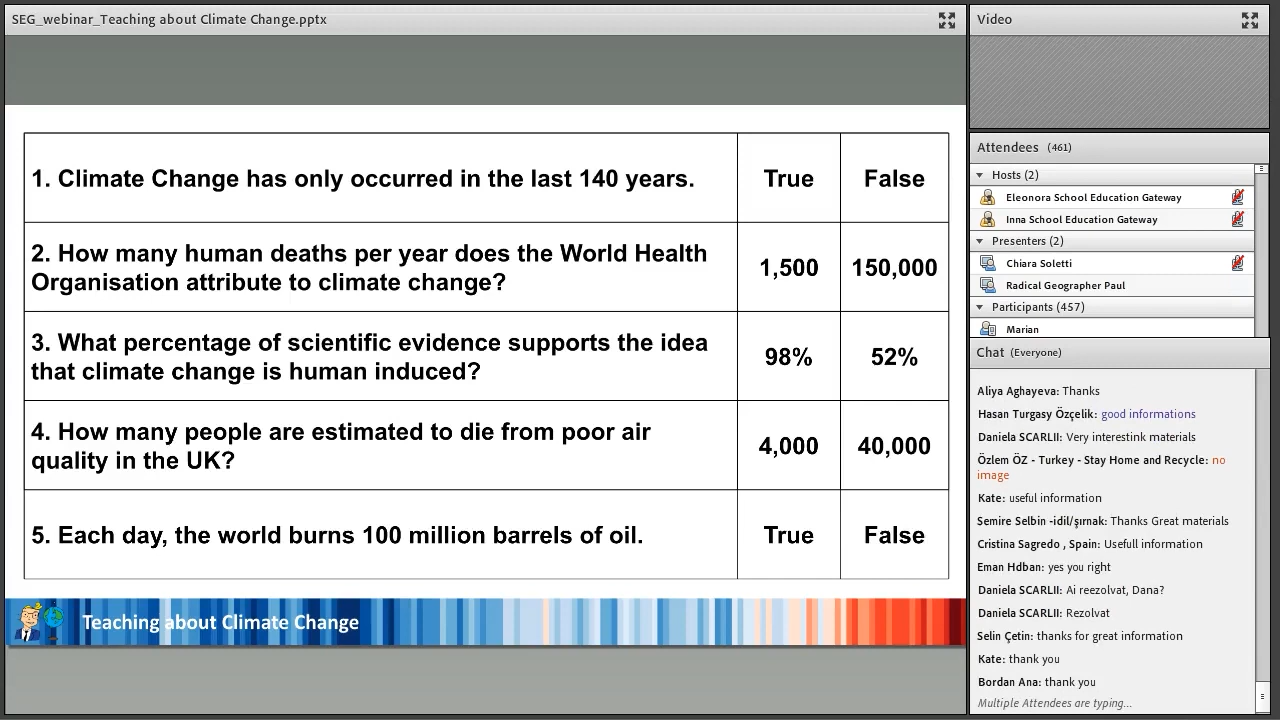 SEG_webinar_Teaching about Climate Change.pptx
1. Climate Change has only occurred in the last 140 years.
True
False
2. How many human deaths per year does the World Health
Organisation attribute to climate change?
1,500
150,000
3. What percentage of scientific evidence supports the idea
that climate change is human induced?
98%
52%
4. How many people are estimated to die from poor air
quality in the UK?
4,000
40,000
5. Each day, the world burns 100 million barrels of oil.
True
False
Teaching about Climate Change
Video
Attendees (461)
Hosts (2)
Eleonora School Education Gateway
Inna School Education Gateway
Presenters (2)
Chiara Soletti
Radical Geographer Paul
Participants (457)
Marian
Chat (Everyone)
Aliya Aghayeva: Thanks
Hasan Turgasy Özçelik: good informations
Daniela SCARLII: Very interestink materials
Özlem ÖZ - Turkey - Stay Home and Recycle: no
image
Kate: useful information
Semire Selbin -idil/şırnak: Thanks Great materials
Cristina Sagredo , Spain: Usefull information
Eman Hdban: yes you right
Daniela SCARLII: Ai reezolvat, Dana?
Daniela SCARLII: Rezolvat
Selin Çetin: thanks for great information
Kate: thank you
Bordan Ana: thank you
Multiple Attendees are typing...